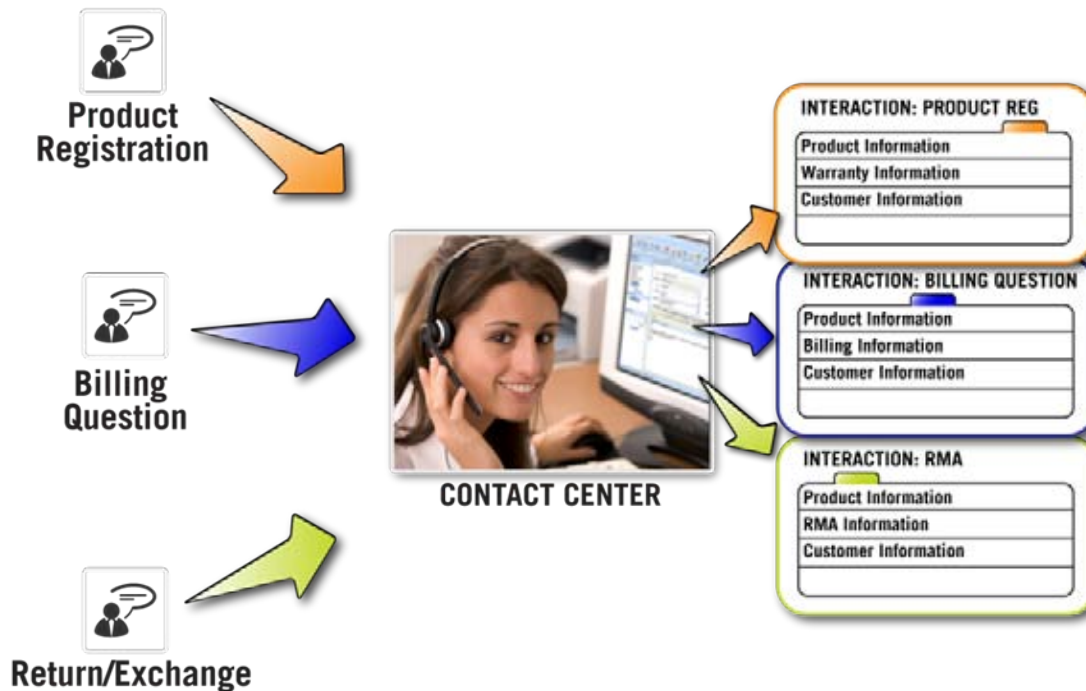 Product
Registration
Billing
Question
Return/Exchange
CONTACT CENTER
INTERACTION: PRODUCT REG
Product Information
Warranty Information
Customer Information
INTERACTION: BILLING QUESTION
Product Information
Billing Information
Customer Information
INTERACTION: RMA
Product Information
RMA Information
Customer Information